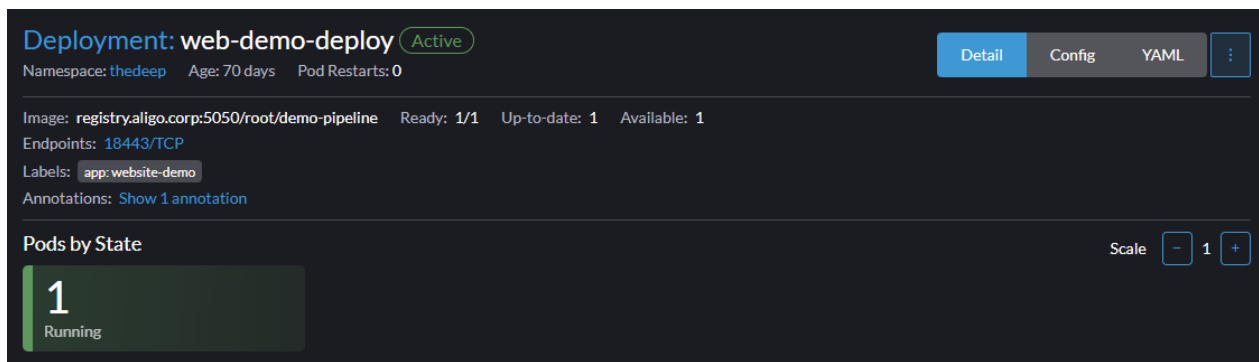 Deployment: web-demo-deploy Active
Namespace: thedeep Age: 70 days Pod Restarts: 0
Detail Config YAML
Image: registry.aligo.corp:5050/root/demo-pipeline Ready: 1/1 Up-to-date: 1 Available: 1
Endpoints: 18443/TCP
Labels: app: website-demo
Annotations: Show 1 annotation
Pods by State
Scale - 1 +
1
Running